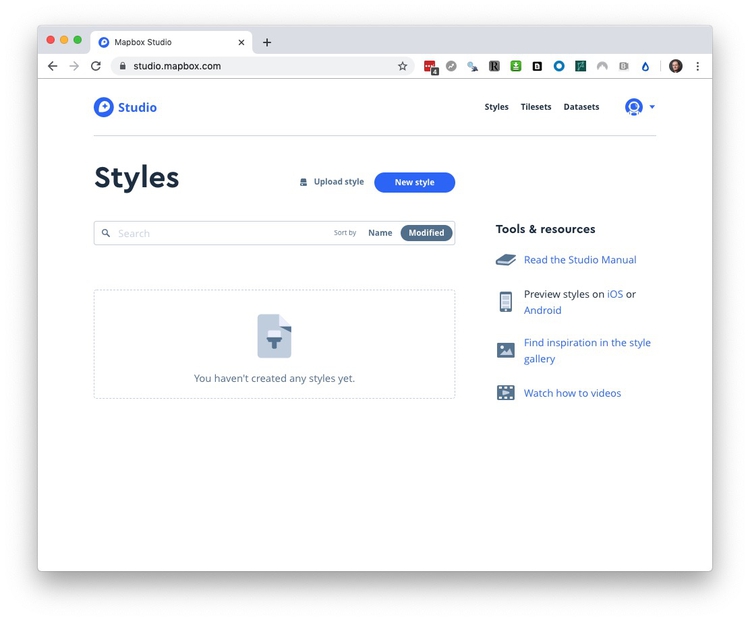 Mapbox Studio
studio.mapbox.com
4
Studio
Styles Tilesets Datasets
Styles
Upload style
New style
Search
Sort by Name Modified
You haven't created any styles yet.
Tools & resources
Read the Studio Manual
Preview styles on iOS or
Android
Find inspiration in the style
gallery
Watch how to videos